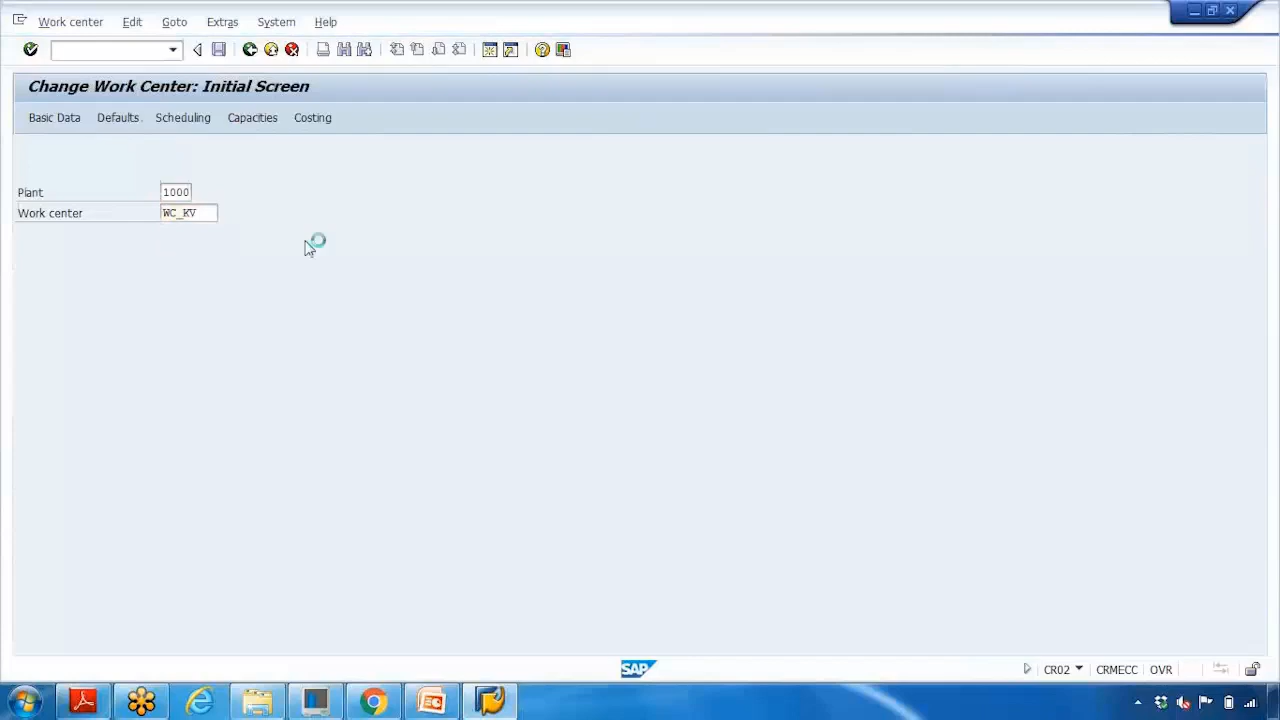 Work center Edit Goto Extras System Help
Change Work Center: Initial Screen
Basic Data Defaults Scheduling Capacities Costing
Plant 1000
Work center WC_KV
SAP CR02 CRMECC OVR